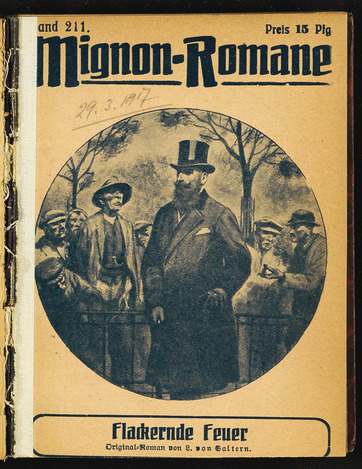 and 211.
Preis 15 Pfg
Mignon-Romane
29.3.1917
Flackernde Feuer
Original-Roman von L. von Saltern.